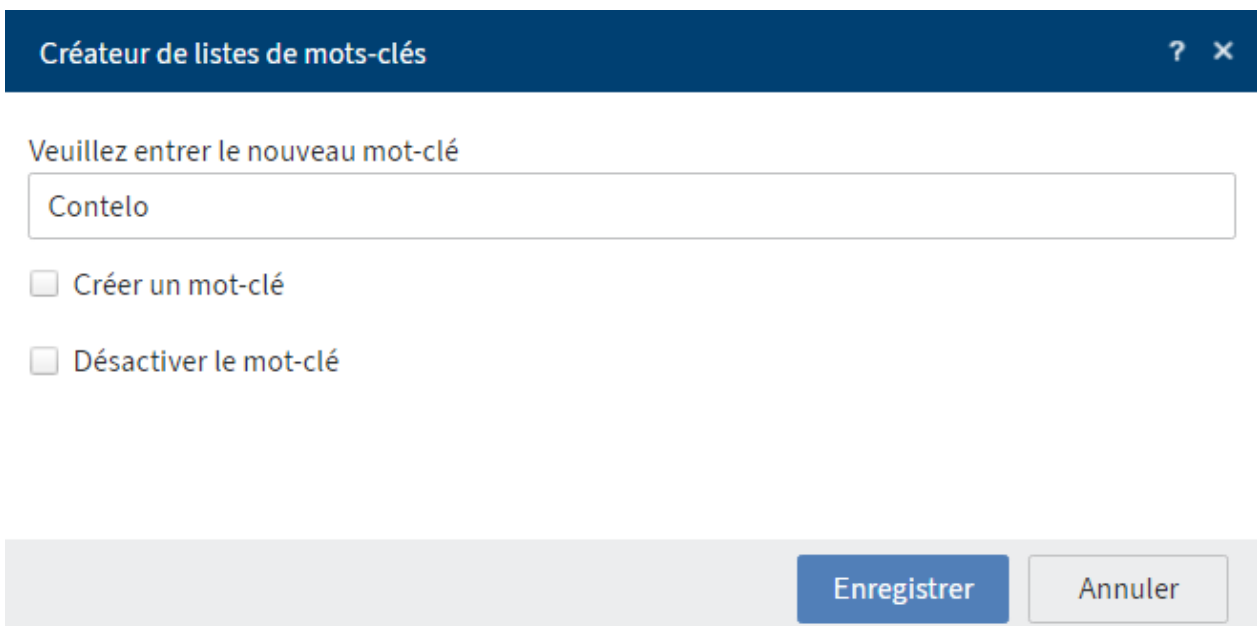 Créateur de listes de mots-clés ? ×
Veuillez entrer le nouveau mot-clé
Contelo
Créer un mot-clé
Désactiver le mot-clé
Enregistrer Annuler